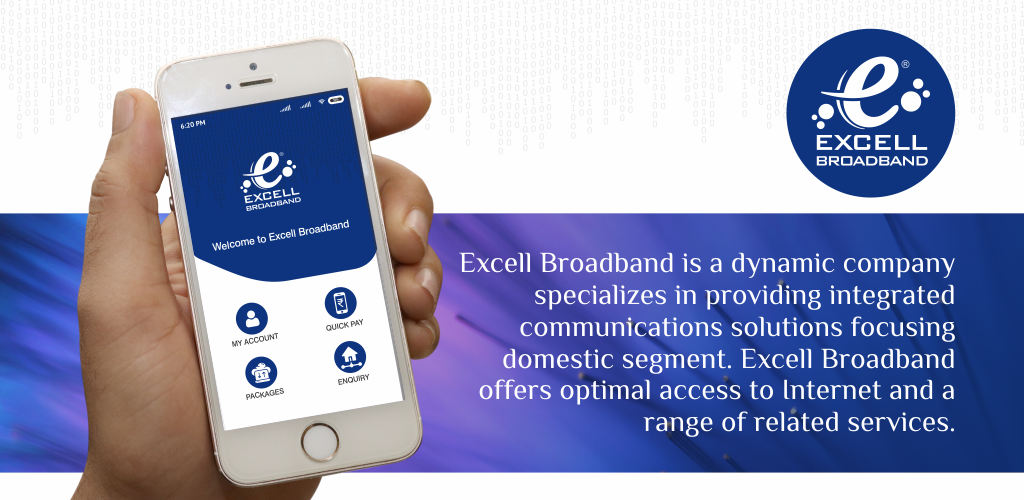 6:20 PM
e®
EXCELL
BROADBAND
Welcome to Excell Broadband
MY ACCOUNT
QUICK PAY
PACKAGES
ENQUIRY
e®
EXCELL
BROADBAND
Excell Broadband is a dynamic company
specializes in providing integrated
communications solutions focusing
domestic segment. Excell Broadband
offers optimal access to Internet and a
range of related services.